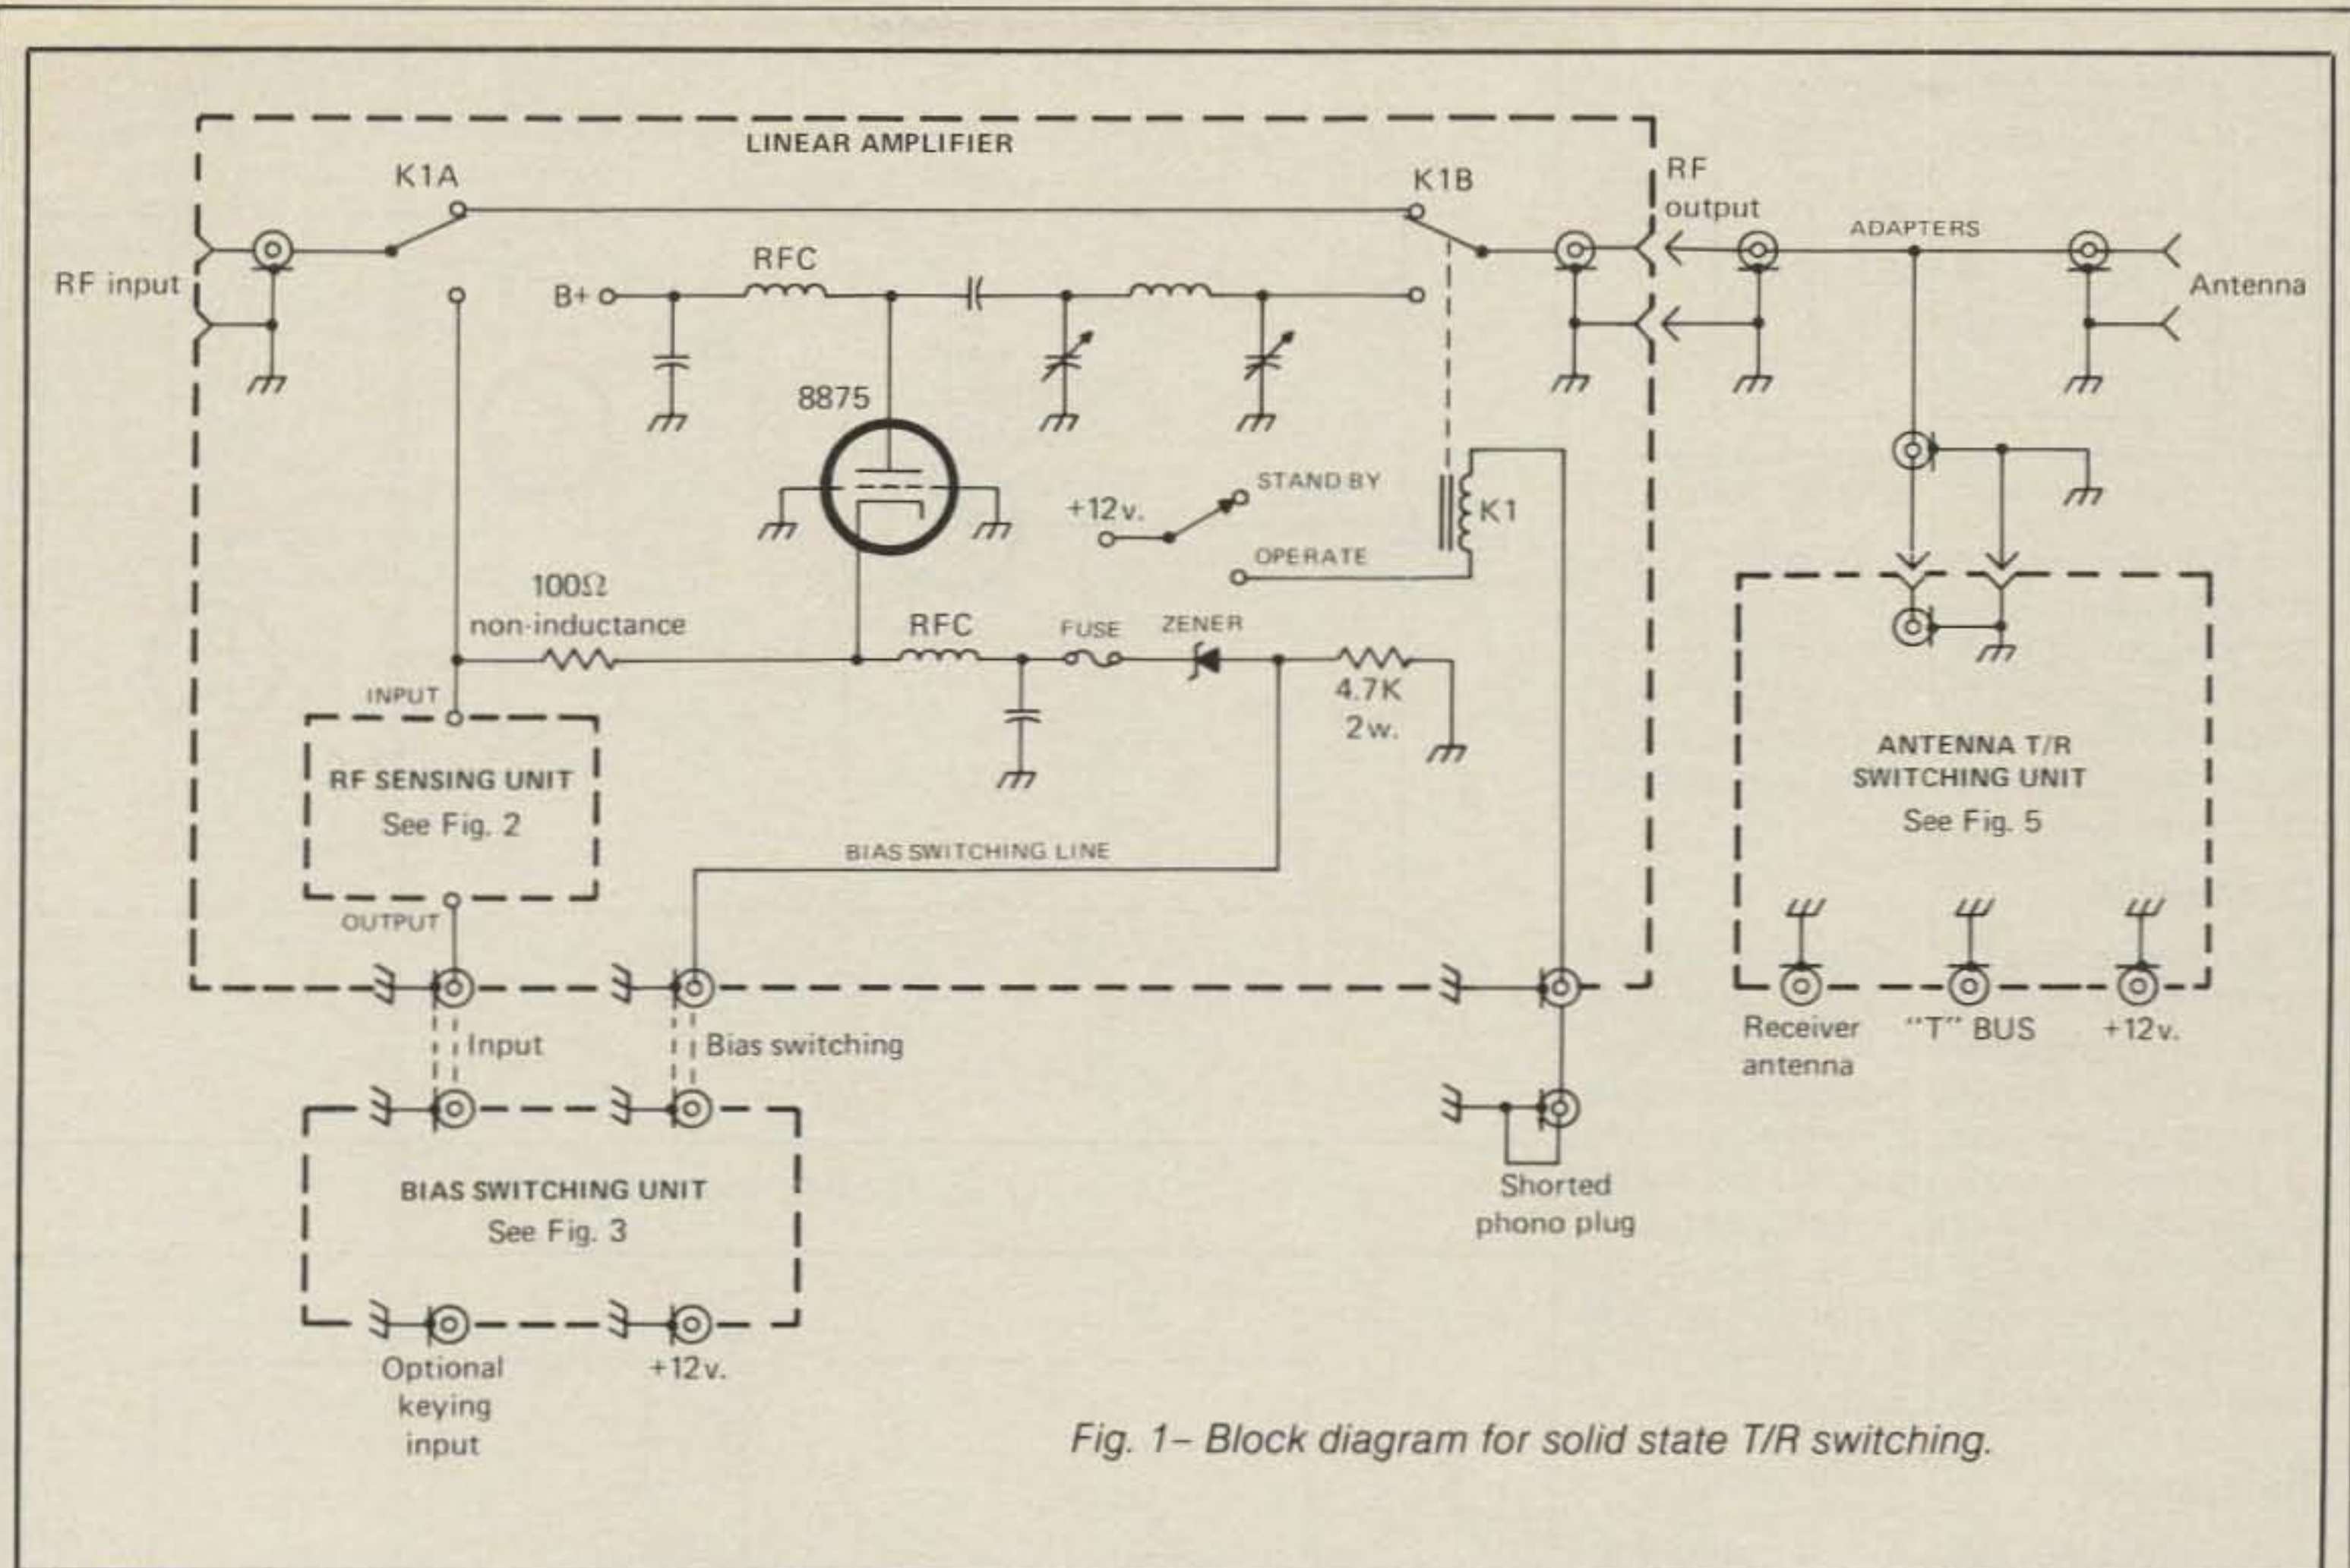 LINEAR AMPLIFIER
K1A
K1B
RF
output
ADAPTERS
RF input
RFC
B+
Antenna
8875
STAND BY
+12v.
K1
OPERATE
100Ω
non-inductance
RFC
FUSE
ZENER
4.7K
2w.
INPUT
RF SENSING UNIT
See Fig. 2
OUTPUT
BIAS SWITCHING LINE
ANTENNA T/R
SWITCHING UNIT
See Fig. 5
Receiver
antenna
"T" BUS
+12v.
Input
Bias switching
BIAS SWITCHING UNIT
See Fig. 3
Shorted
phono plug
Optional
keying
input
+12v.
Fig. 1– Block diagram for solid state T/R switching.